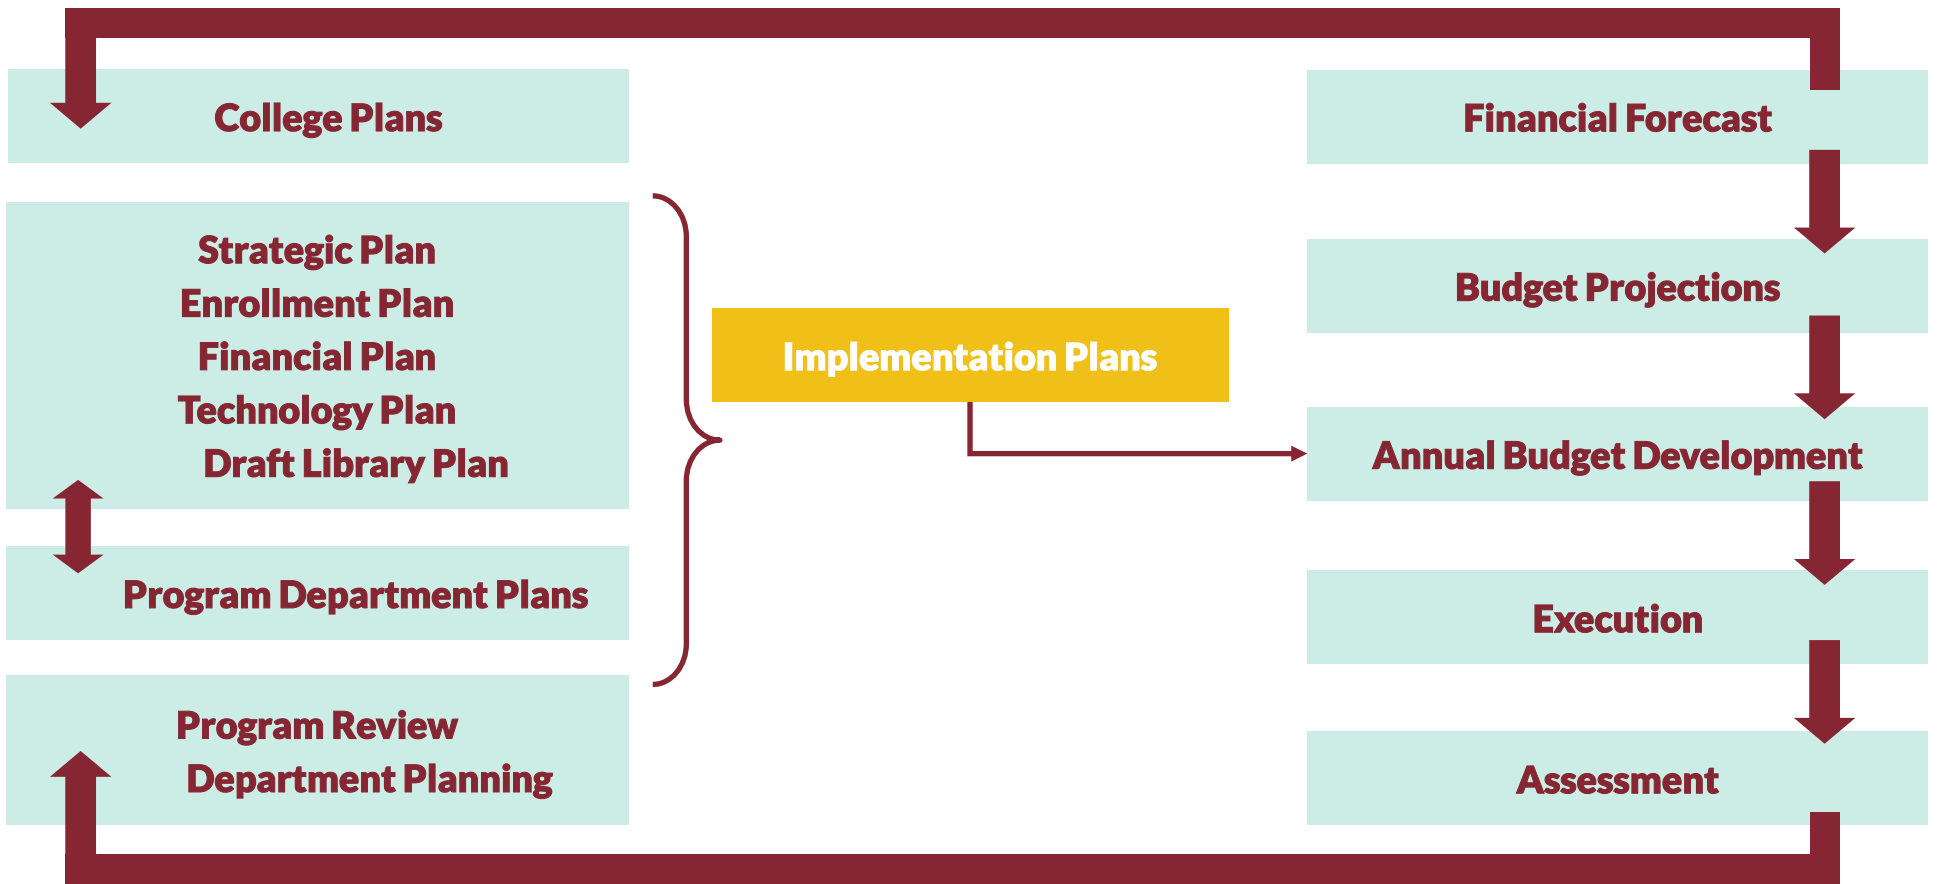 College Plans
Strategic Plan
Enrollment Plan
Financial Plan
Technology Plan
Draft Library Plan
Program Department Plans
Program Review
Department Planning
Implementation Plans
Financial Forecast
Budget Projections
Annual Budget Development
Execution
Assessment